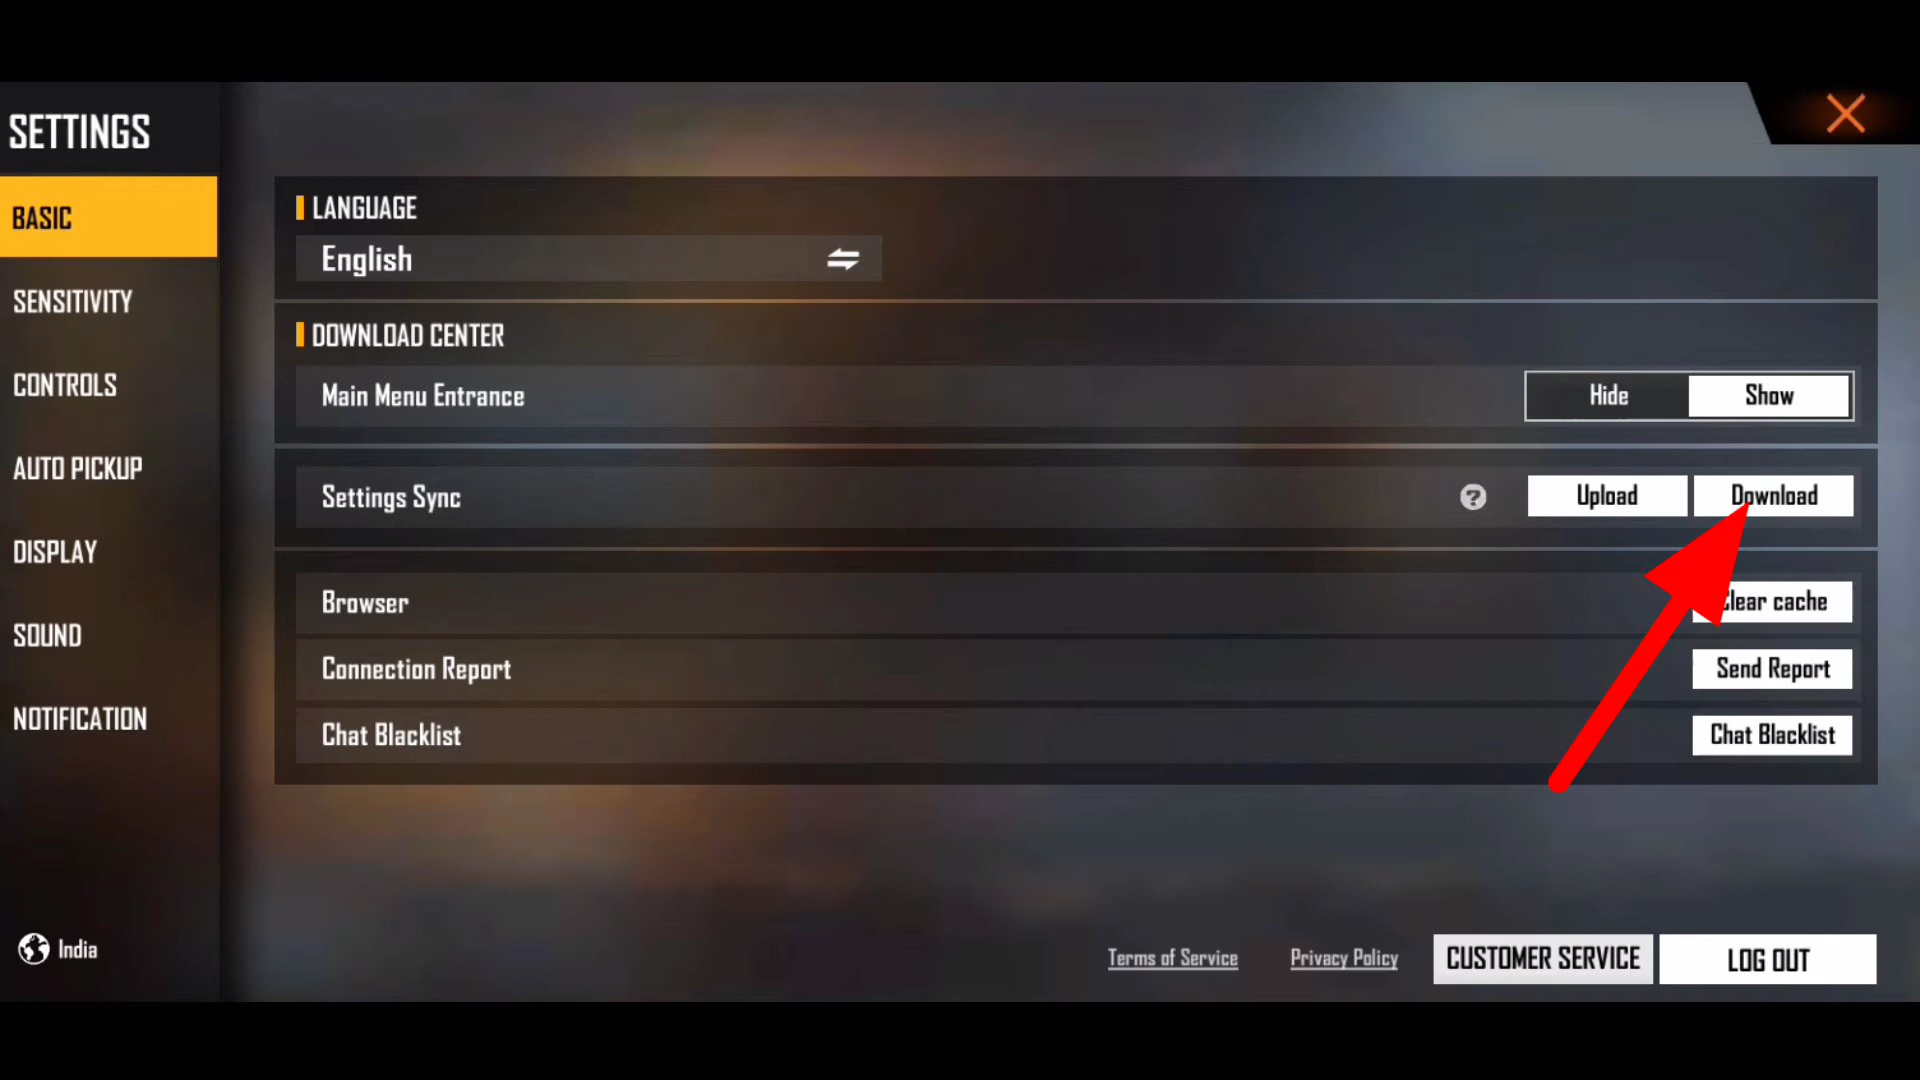 SETTINGS
BASIC
SENSITIVITY
CONTROLS
AUTO PICKUP
DISPLAY
SOUND
NOTIFICATION
India
LANGUAGE
English
DOWNLOAD CENTER
Main Menu Entrance
Hide
Show
Settings Sync
?
Upload
Download
Browser
Clear cache
Connection Report
Send Report
Chat Blacklist
Chat Blacklist
Terms of Service
Privacy Policy
CUSTOMER SERVICE
LOG OUT